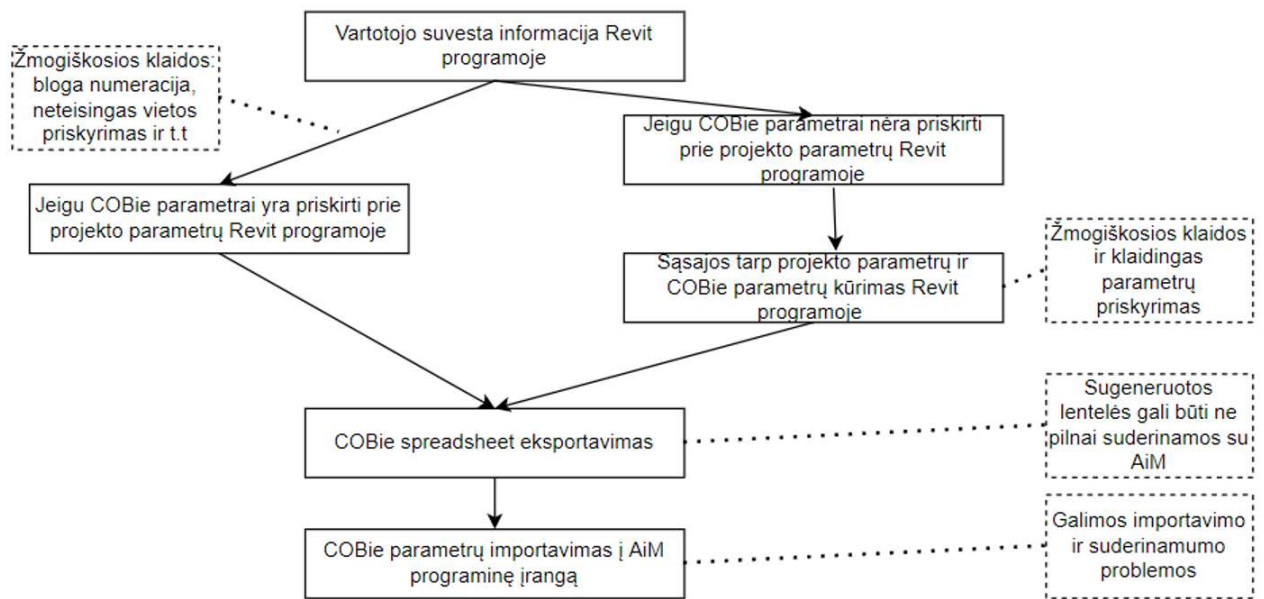 Vartotojo suvesta informacija Revit
programoje
Žmogiškosios klaidos:
bloga numeracija,
neteisingas vietos
priskyrimas ir t.t
Jeigu COBie parametrai nėra priskirti
prie projekto parametrų Revit
programoje
Jeigu COBie parametrai yra priskirti prie
projekto parametrų Revit programoje
Sąsajos tarp projekto parametrų ir
COBie parametrų kūrimas Revit
programoje
Žmogiškosios klaidos
ir klaidingas
parametrų
priskyrimas
COBie spreadsheet eksportavimas
Sugeneruotos
lentelės gali būti ne
pilnai suderinamos su
AiM
COBie parametrų importavimas į AiM
programinę įrangą
Galimos importavimo
ir suderinamumo
problemos